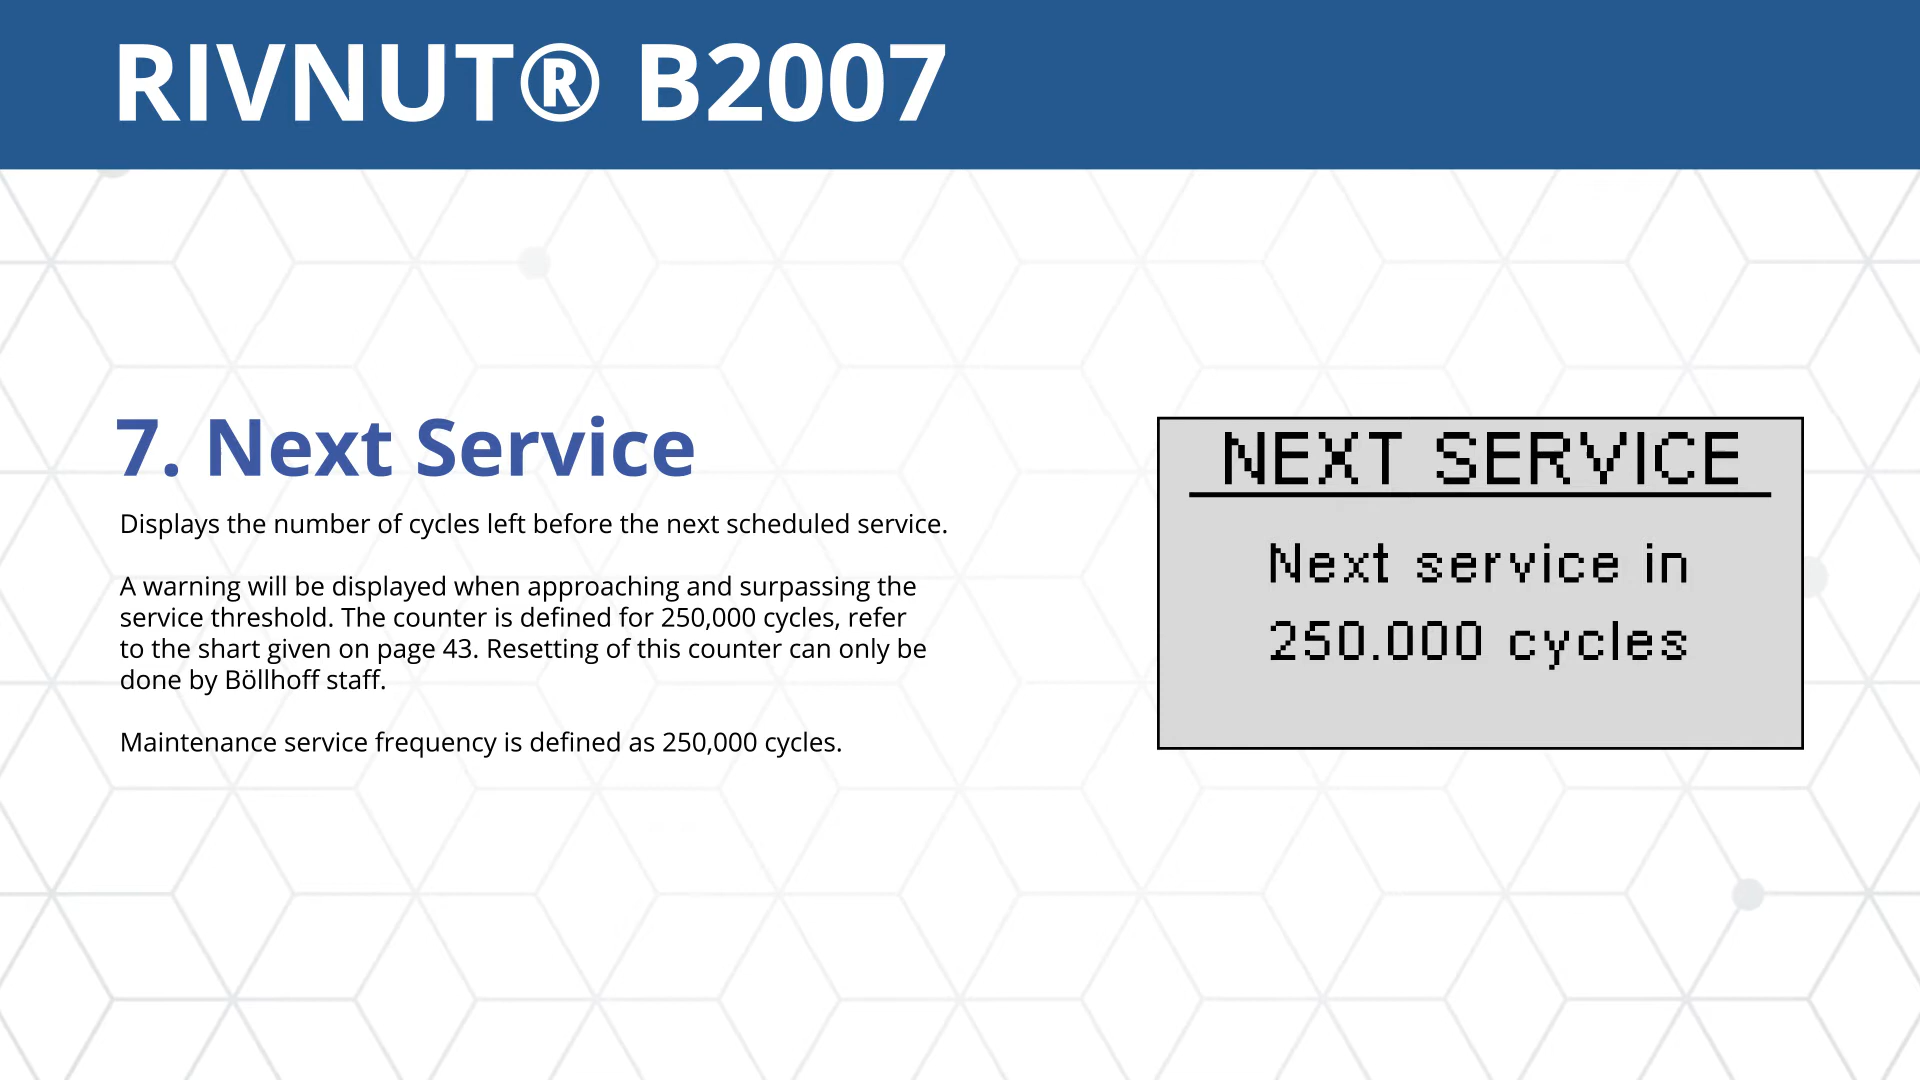 RIVNUT® B2007
7. Next Service
Displays the number of cycles left before the next scheduled service.
A warning will be displayed when approaching and surpassing the
service threshold. The counter is defined for 250,000 cycles, refer
to the shart given on page 43. Resetting of this counter can only be
done by Böllhoff staff.
Maintenance service frequency is defined as 250,000 cycles.
NEXT SERVICE
Next service in
250.000 cycles